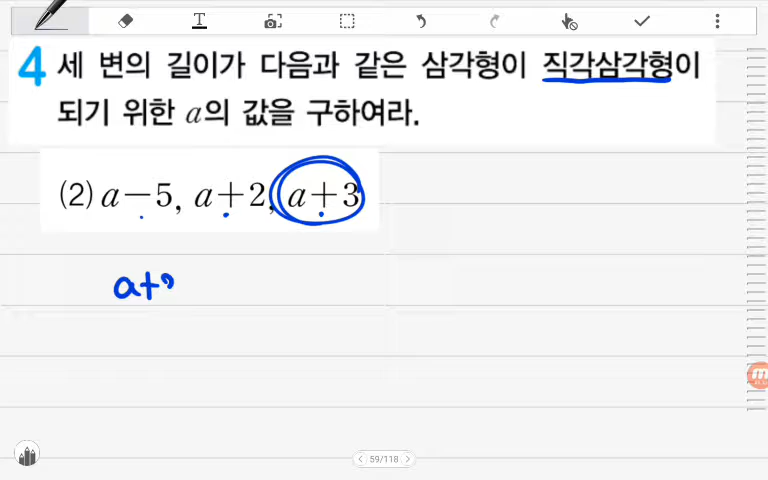 4 세 변의 길이가 다음과 같은 삼각형이 직각삼각형이
되기 위한 a의 값을 구하여라.
(2) a-5, a+2, a+3
a+
59/118